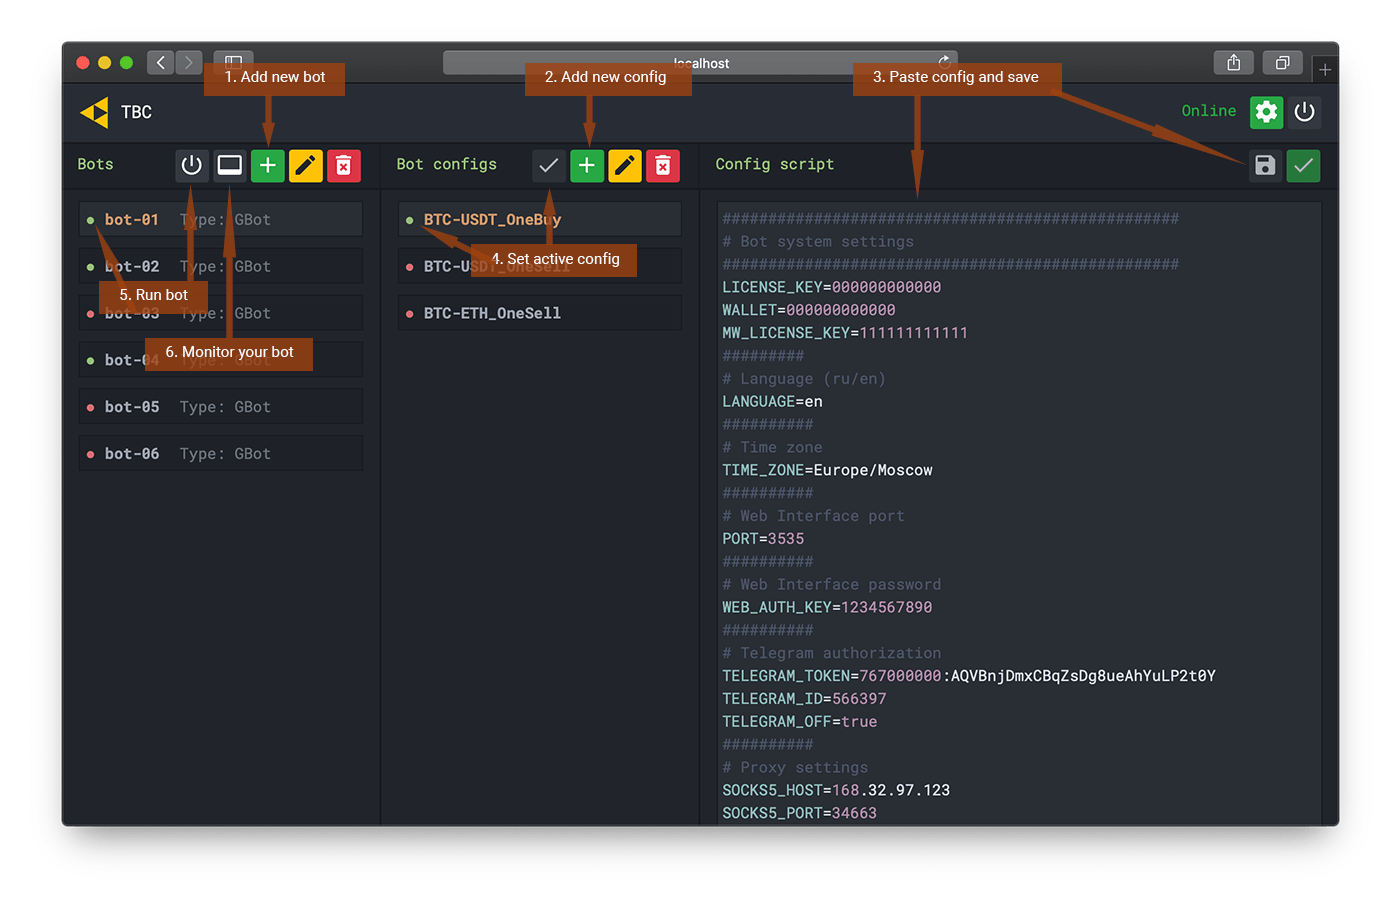 localhost
1. Add new bot
2. Add new config
3. Paste config and save
TBC
Online
Bots
Bot configs
Config script
bot-01 Type: GBot
bot-02 Type: GBot
bot-03 Type: GBot
bot-04 Type: GBot
bot-05 Type: GBot
bot-06 Type: GBot
5. Run bot
6. Monitor your bot
BTC-USDT_OneBuy
BTC-USDT_OneSell
BTC-ETH_OneSell
4. Set active config
##################################################
# Bot system settings
##################################################
LICENSE_KEY=000000000000
WALLET=000000000000
MW_LICENSE_KEY=111111111111
#########
# Language (ru/en)
LANGUAGE=en
##########
# Time zone
TIME_ZONE=Europe/Moscow
##########
# Web Interface port
PORT=3535
##########
# Web Interface password
WEB_AUTH_KEY=1234567890
##########
# Telegram authorization
TELEGRAM_TOKEN=767000000:AQVBnjDmxCBqZsDg8ueAhYuLP2t0Y
TELEGRAM_ID=566397
TELEGRAM_OFF=true
##########
# Proxy settings
SOCKS5_HOST=168.32.97.123
SOCKS5_PORT=34663